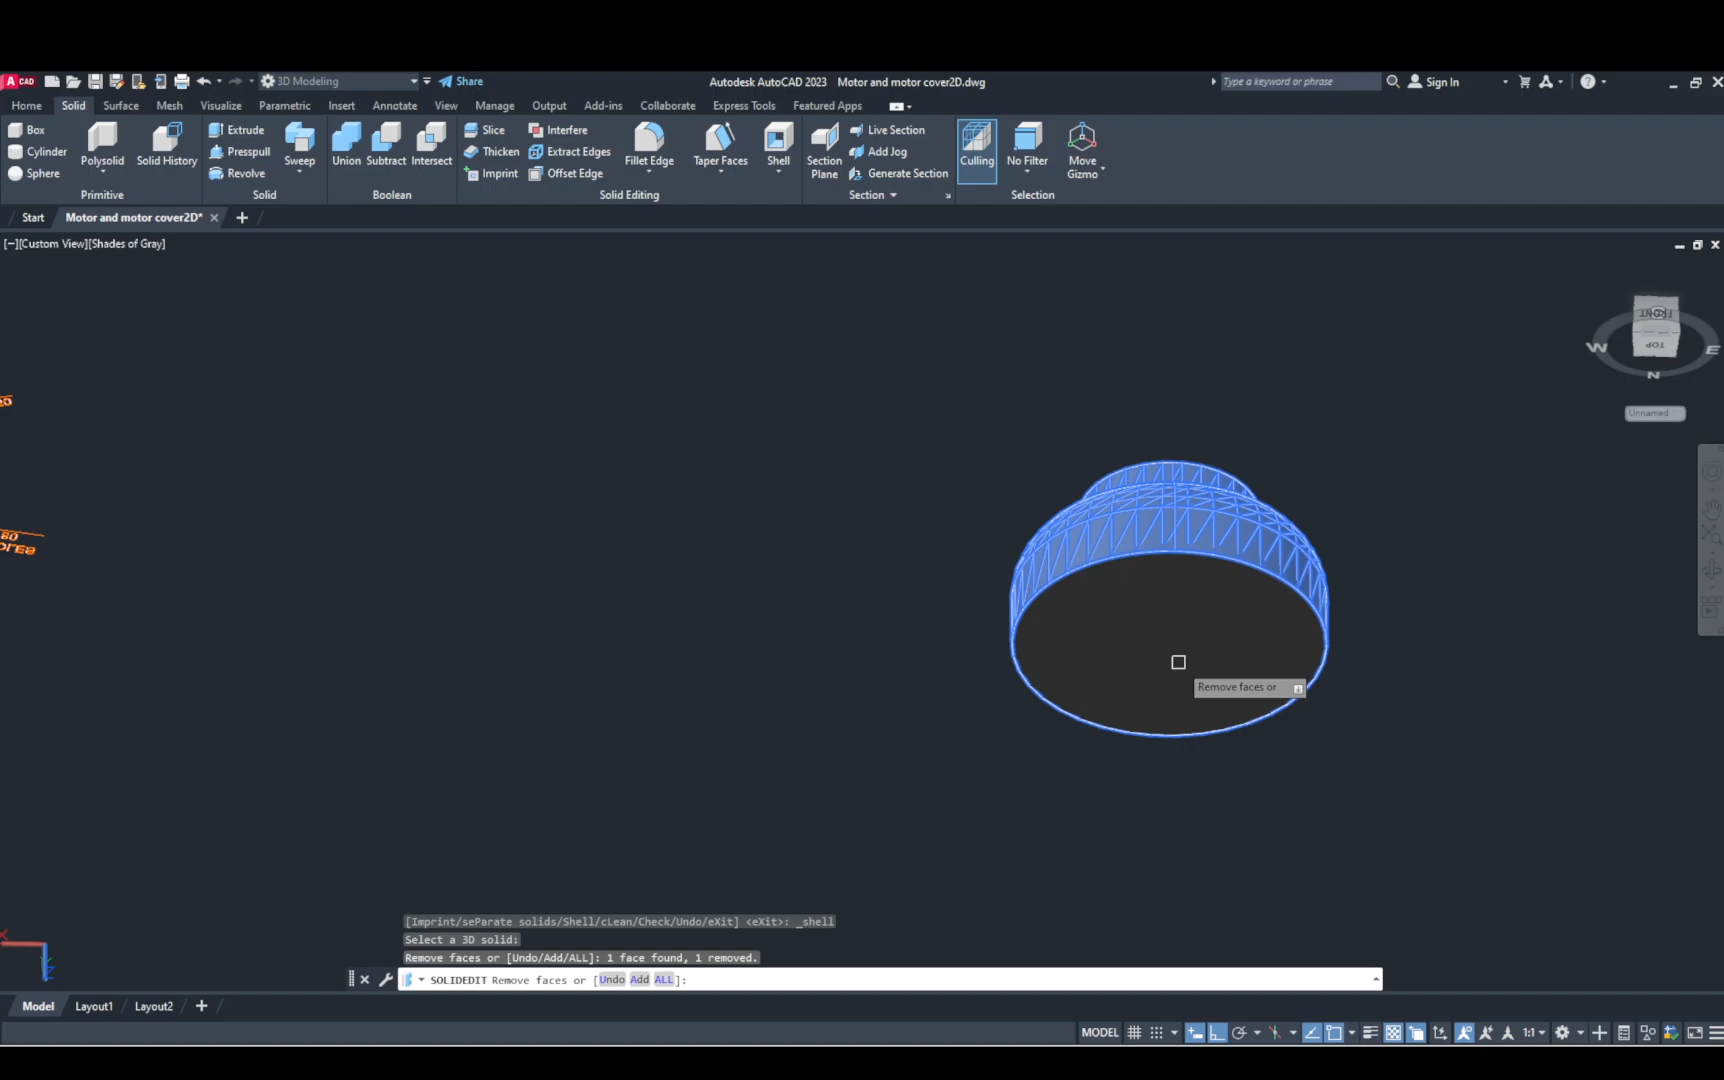 A CAD
3D Modeling
Share
Autodesk AutoCAD 2023 Motor and motor cover2D.dwg
Type a keyword or phrase
Sign In
Home Solid Surface Mesh Visualize Parametric Insert Annotate View Manage Output Add-ins Collaborate Express Tools Featured Apps
Box
Cylinder
Sphere
Polysolid
Solid History
Primitive
Extrude
Presspull
Revolve
Sweep
Solid
Union
Subtract
Intersect
Boolean
Slice
Thicken
Imprint
Interfere
Extract Edges
Offset Edge
Fillet Edge
Taper Faces
Shell
Solid Editing
Section
Plane
Live Section
Add Jog
Generate Section
Section
Culling
No Filter
Move
Gizmo
Selection
Start
Motor and motor cover2D*
[−][Custom View][Shades of Gray]
FRONT
TOP
W
E
N
Unnamed
Remove faces or
[Imprint/seParate solids/Shell/cLean/Check/Undo/eXit] <eXit>: _shell
Select a 3D solid:
Remove faces or [Undo/Add/ALL]: 1 face found, 1 removed.
SOLIDEDIT Remove faces or [Undo Add ALL]:
Model Layout1 Layout2
MODEL
1:1